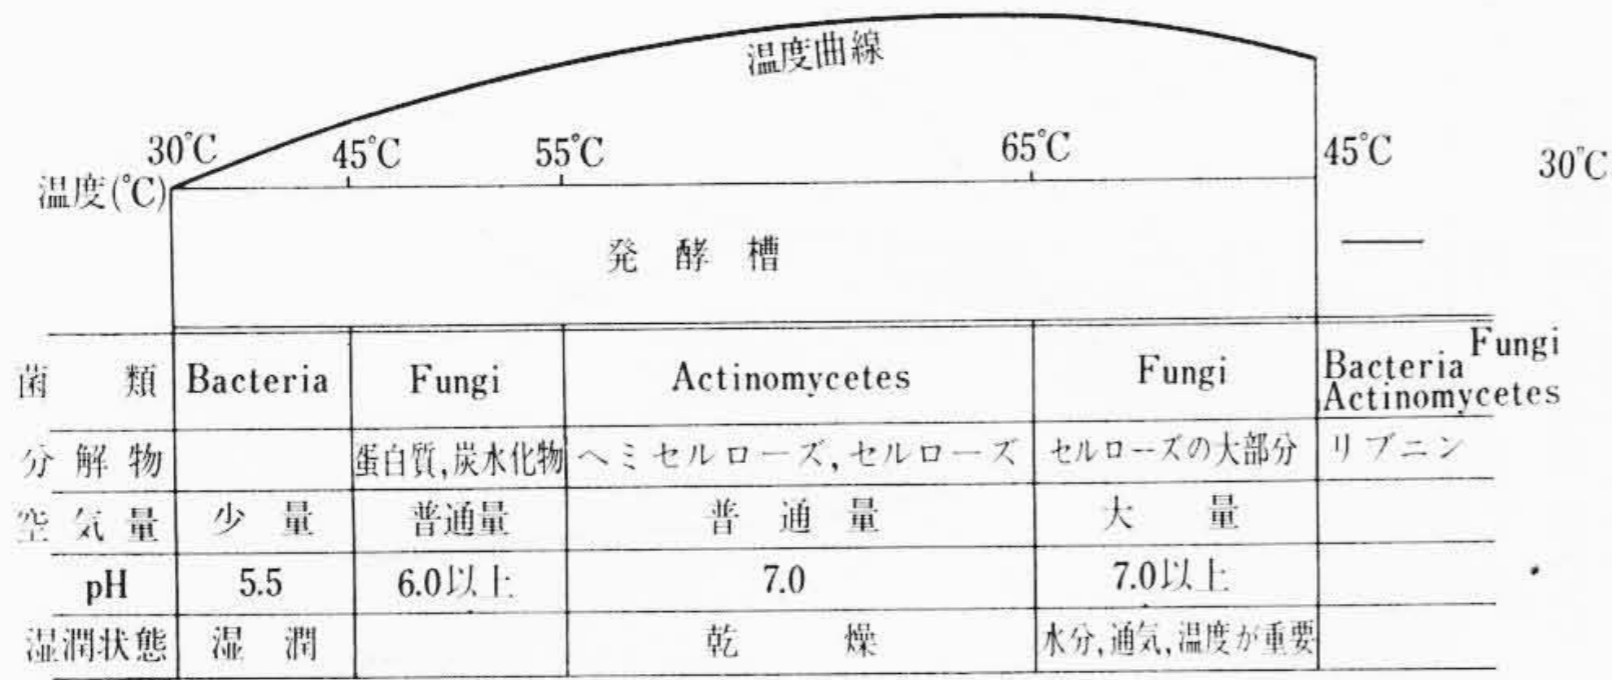 温度曲線
30℃ 45℃ 55℃ 65℃ 45℃ 30℃
温度(℃)
発酵槽
菌類 Bacteria Fungi Actinomycetes Fungi Bacteria Fungi Actinomycetes
分解物 蛋白質,炭水化物 ヘミセルローズ,セルローズ セルローズの大部分 リブニン
空気量 少量 普通量 普通量 大量
pH 5.5 6.0以上 7.0 7.0以上
湿潤状態 湿潤 乾燥 水分,通気,温度が重要